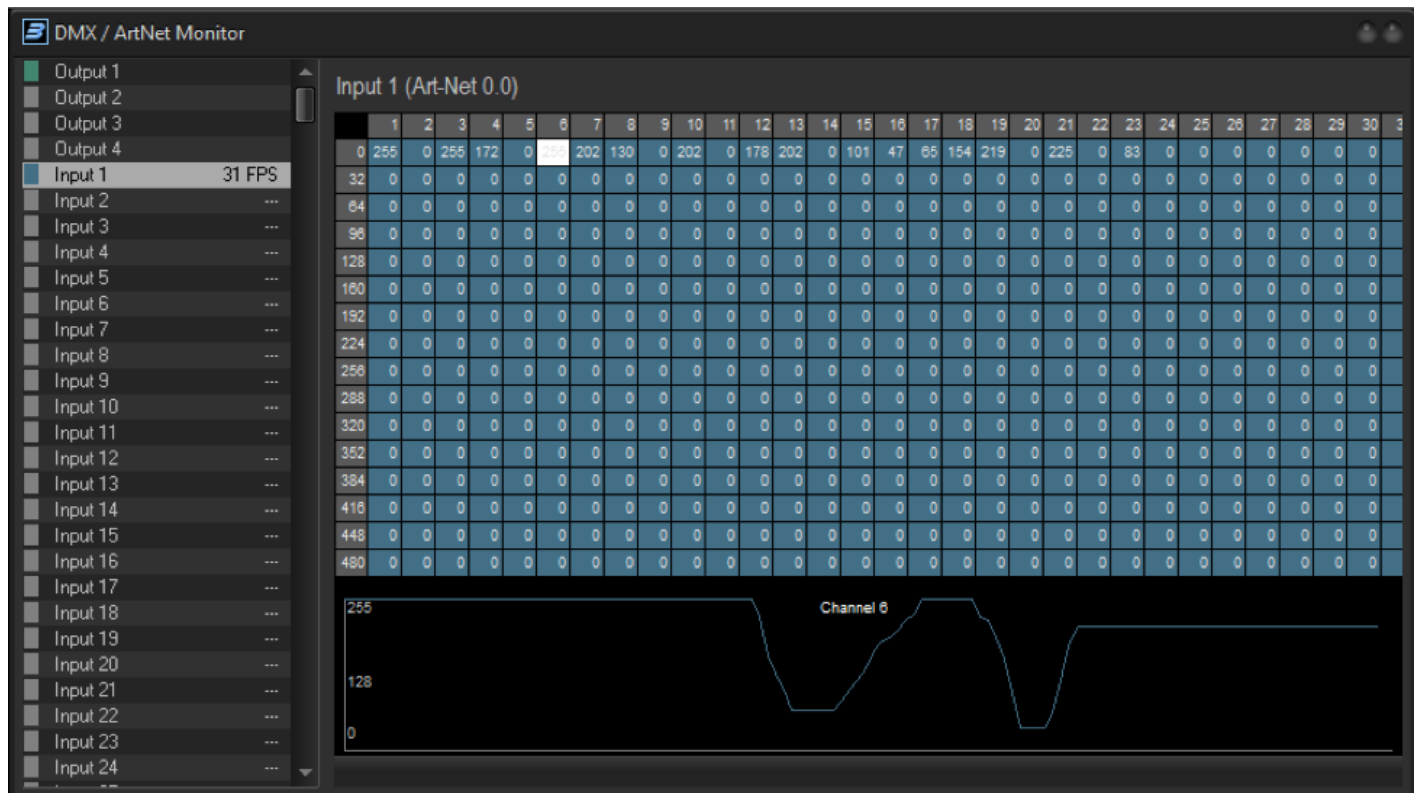 DMX / ArtNet Monitor
Output 1
Output 2
Output 3
Output 4
Input 1 31 FPS
Input 2 ---
Input 3 ---
Input 4 ---
Input 5 ---
Input 6 ---
Input 7 ---
Input 8 ---
Input 9 ---
Input 10 ---
Input 11 ---
Input 12 ---
Input 13 ---
Input 14 ---
Input 15 ---
Input 16 ---
Input 17 ---
Input 18 ---
Input 19 ---
Input 20 ---
Input 21 ---
Input 22 ---
Input 23 ---
Input 24 ---
Input 1 (Art-Net 0.0)
1 2 3 4 5 6 7 8 9 10 11 12 13 14 15 16 17 18 19 20 21 22 23 24 25 26 27 28 29 30 3
0 255 0 255 172 0 255 202 130 0 202 0 178 202 0 101 47 65 154 219 0 225 0 83 0 0 0 0 0 0 0
32 0 0 0 0 0 0 0 0 0 0 0 0 0 0 0 0 0 0 0 0 0 0 0 0 0 0 0 0 0 0
64 0 0 0 0 0 0 0 0 0 0 0 0 0 0 0 0 0 0 0 0 0 0 0 0 0 0 0 0 0 0
96 0 0 0 0 0 0 0 0 0 0 0 0 0 0 0 0 0 0 0 0 0 0 0 0 0 0 0 0 0 0
128 0 0 0 0 0 0 0 0 0 0 0 0 0 0 0 0 0 0 0 0 0 0 0 0 0 0 0 0 0 0
160 0 0 0 0 0 0 0 0 0 0 0 0 0 0 0 0 0 0 0 0 0 0 0 0 0 0 0 0 0 0
192 0 0 0 0 0 0 0 0 0 0 0 0 0 0 0 0 0 0 0 0 0 0 0 0 0 0 0 0 0 0
224 0 0 0 0 0 0 0 0 0 0 0 0 0 0 0 0 0 0 0 0 0 0 0 0 0 0 0 0 0 0
256 0 0 0 0 0 0 0 0 0 0 0 0 0 0 0 0 0 0 0 0 0 0 0 0 0 0 0 0 0 0
288 0 0 0 0 0 0 0 0 0 0 0 0 0 0 0 0 0 0 0 0 0 0 0 0 0 0 0 0 0 0
320 0 0 0 0 0 0 0 0 0 0 0 0 0 0 0 0 0 0 0 0 0 0 0 0 0 0 0 0 0 0
352 0 0 0 0 0 0 0 0 0 0 0 0 0 0 0 0 0 0 0 0 0 0 0 0 0 0 0 0 0 0
384 0 0 0 0 0 0 0 0 0 0 0 0 0 0 0 0 0 0 0 0 0 0 0 0 0 0 0 0 0 0
416 0 0 0 0 0 0 0 0 0 0 0 0 0 0 0 0 0 0 0 0 0 0 0 0 0 0 0 0 0 0
448 0 0 0 0 0 0 0 0 0 0 0 0 0 0 0 0 0 0 0 0 0 0 0 0 0 0 0 0 0 0
480 0 0 0 0 0 0 0 0 0 0 0 0 0 0 0 0 0 0 0 0 0 0 0 0 0 0 0 0 0 0
255 Channel 6
128
0